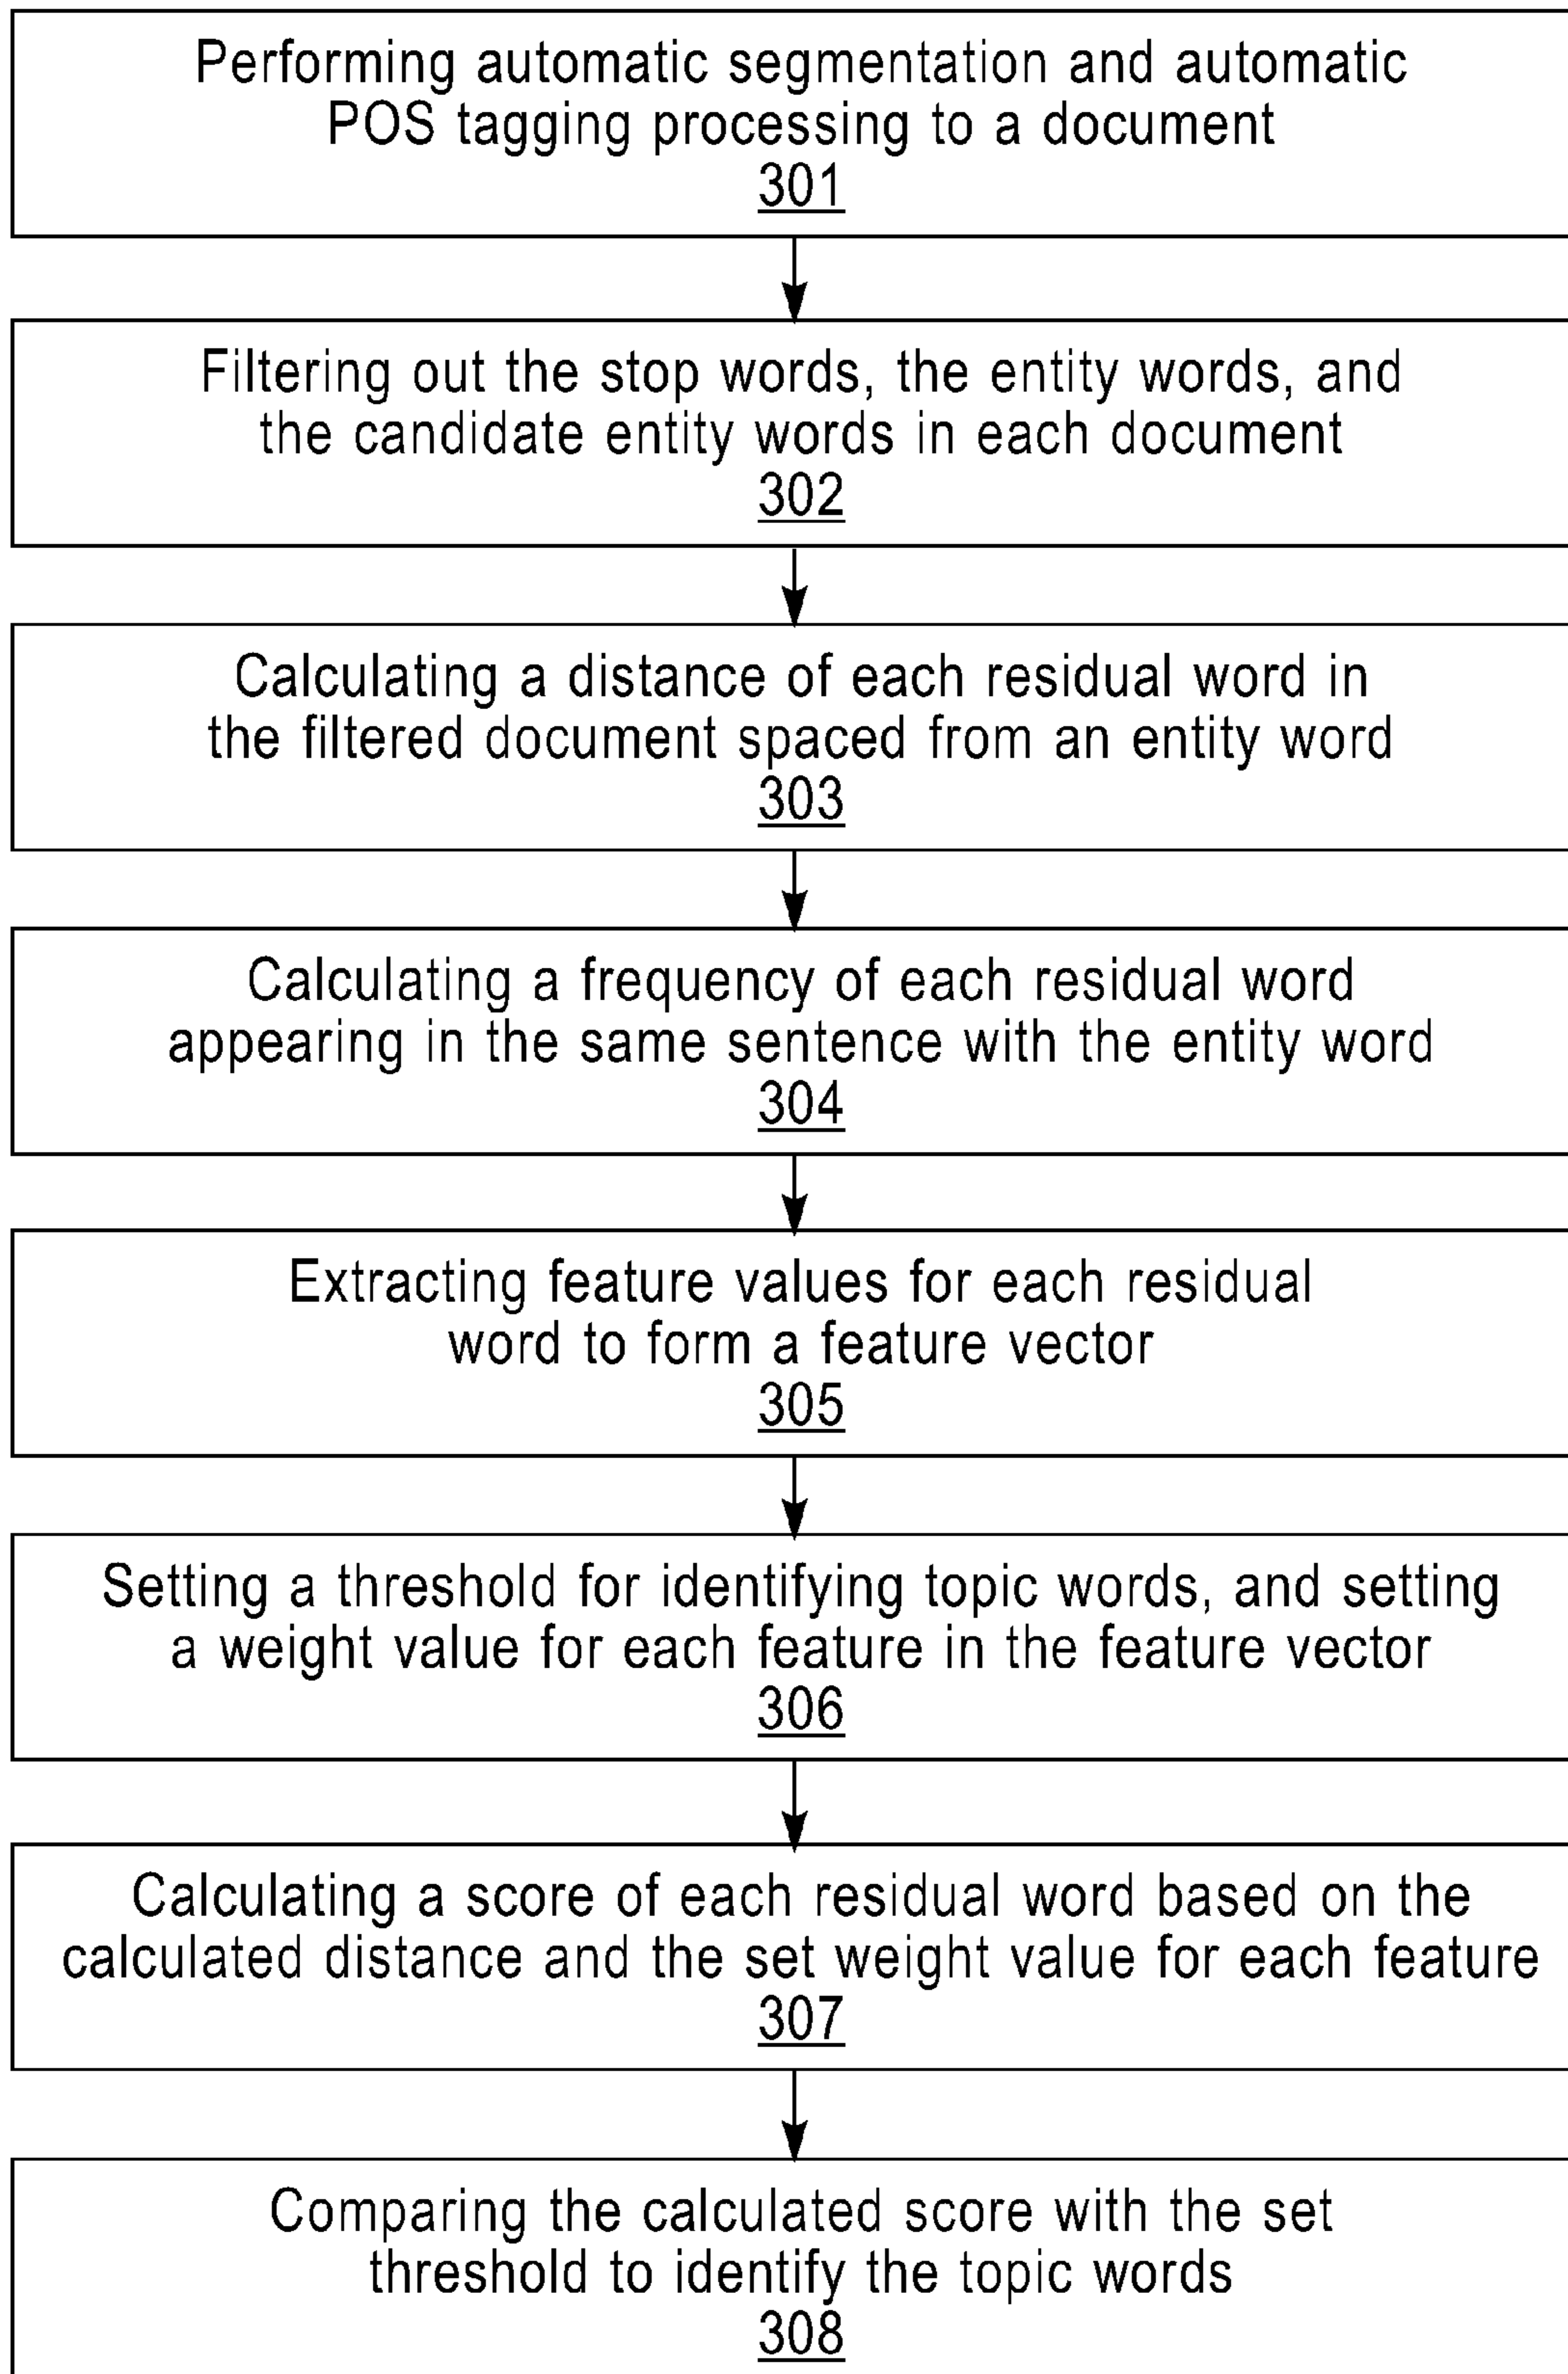 Performing automatic segmentation and automatic
POS tagging processing to a document
301
Filtering out the stop words, the entity words, and
the candidate entity words in each document
302
Calculating a distance of each residual word in
the filtered document spaced from an entity word
303
Calculating a frequency of each residual word
appearing in the same sentence with the entity word
304
Extracting feature values for each residual
word to form a feature vector
305
Setting a threshold for identifying topic words, and setting
a weight value for each feature in the feature vector
306
Calculating a score of each residual word based on the
calculated distance and the set weight value for each feature
307
Comparing the calculated score with the set
threshold to identify the topic words
308